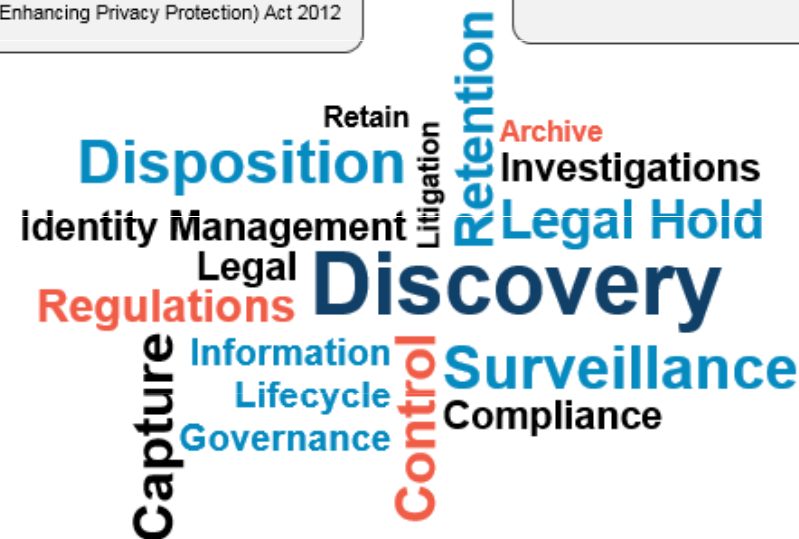 Enhancing Privacy Protection) Act 2012
Retain
Disposition
Litigation
Retention
Archive
Investigations
identity Management
Legal Hold
Legal
Discovery
Regulations
Capture
Information
Lifecycle
Governance
Control
Surveillance
Compliance